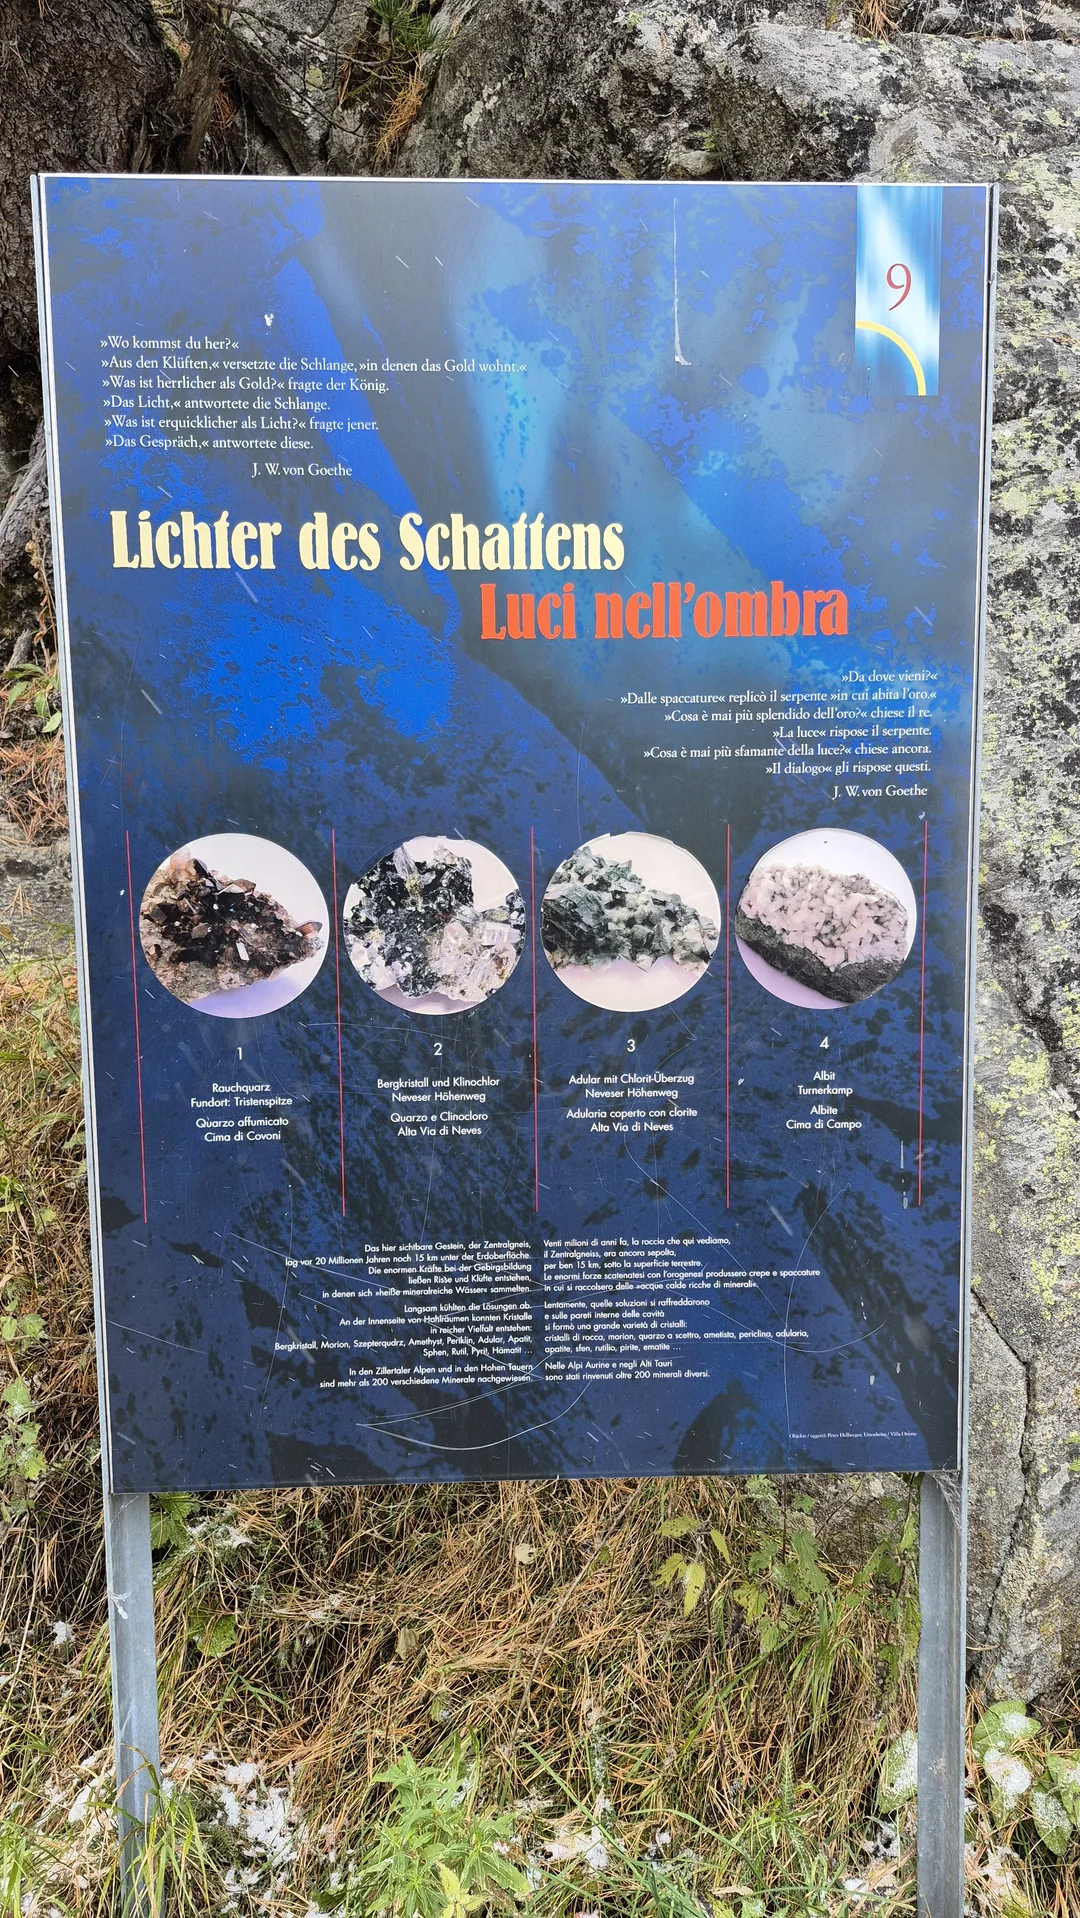 9
»Wo kommst du her?«
»Aus den Klüften,« versetzte die Schlange, »in denen das Gold wohnt.«
»Was ist herrlicher als Gold?« fragte der König.
»Das Licht,« antwortete die Schlange.
»Was ist erquicklicher als Licht?« fragte jener.
»Das Gespräch,« antwortete diese.
J. W. von Goethe
Lichter des Schattens
Luci nell'ombra
»Da dove vieni?«
»Dalle spaccature« replicò il serpente »in cui abita l'oro.«
»Cosa è mai più splendido dell'oro?« chiese il re.
»La luce« rispose il serpente.
»Cosa è mai più sfamante della luce?« chiese ancora.
»Il dialogo« gli rispose questi.
J. W. von Goethe
1
Rauchquarz
Fundort: Tristenspitze
Quarzo affumicato
Cima di Covoni
2
Bergkristall und Klinochlor
Neveser Höhenweg
Quarzo e Clinocloro
Alta Via di Neves
3
Adular mit Chlorit-Überzug
Neveser Höhenweg
Adularia coperto con clorite
Alta Via di Neves
4
Albit
Turnerkamp
Albite
Cima di Campo
Das hier sichtbare Gestein, der Zentralgneis,
lag vor 20 Millionen Jahren noch 15 km unter der Erdoberfläche.
Die enormen Kräfte bei der Gebirgsbildung
ließen Risse und Klüfte entstehen,
in denen sich »heiße mineralreiche Wässer« sammelten.
Langsam kühlten die Lösungen ab.
An der Innenseite von Hohlräumen konnten Kristalle
in reicher Vielfalt entstehen:
Bergkristall, Morion, Szepterquarz, Amethyst, Periklin, Adular, Apatit,
Sphen, Rutil, Pyrit, Hämatit ...
In den Zillertaler Alpen und in den Hohen Tauern
sind mehr als 200 verschiedene Minerale nachgewiesen.
Venti milioni di anni fa, la roccia che qui vediamo,
il Zentralgneiss, era ancora sepolta,
per ben 15 km, sotto la superficie terrestre.
Le enormi forze scatenatesi con l'orogenesi produssero crepe e spaccature
in cui si raccolsero delle »acque calde ricche di minerali«.
Lentamente, quelle soluzioni si raffreddarono
e sulle pareti interne delle cavità
si formò una grande varietà di cristalli:
cristalli di rocca, morion, quarzo a scettro, ametista, periclina, adularia,
apatite, sfen, rutilio, pirite, ematite ...
Nelle Alpi Aurine e negli Alti Tauri
sono stati rinvenuti oltre 200 minerali diversi.
Objekte / oggetti: Peter Hellweger, Uttenheim / Villa Ottone